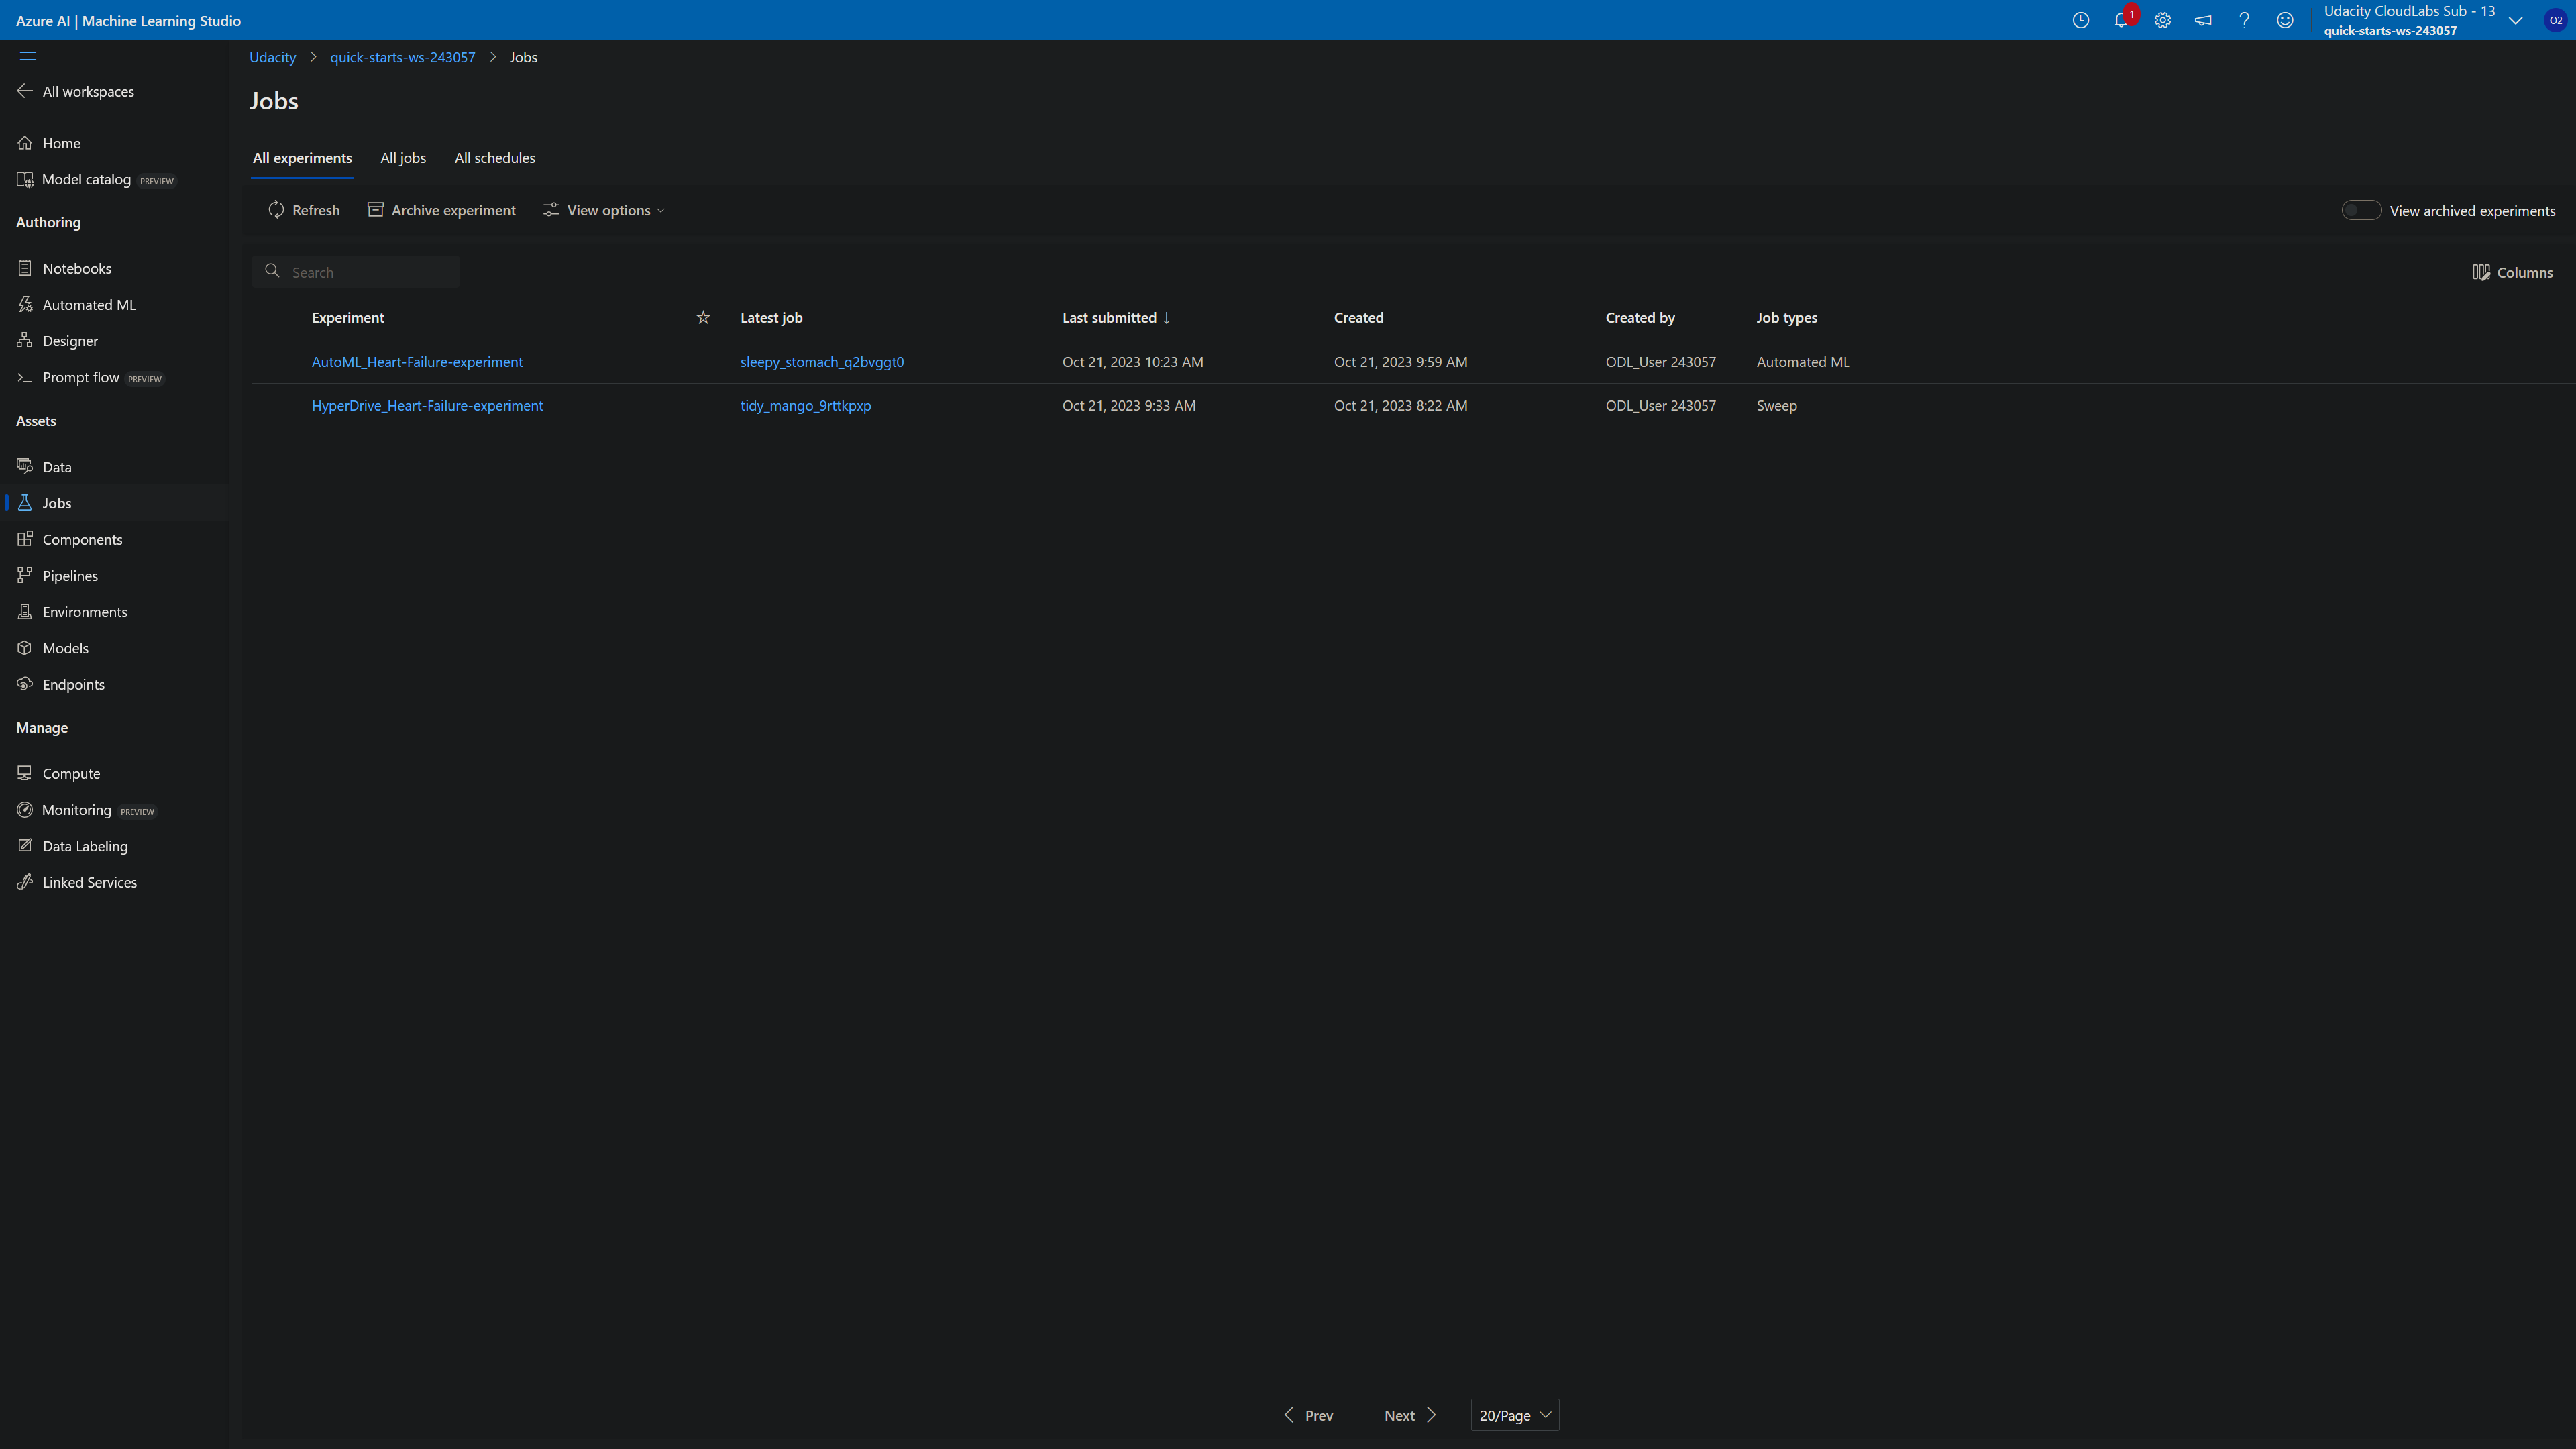 Azure AI | Machine Learning Studio
1
Udacity CloudLabs Sub - 13
quick-starts-ws-243057
O2
All workspaces
Home
Model catalog PREVIEW
Authoring
Notebooks
Automated ML
Designer
Prompt flow PREVIEW
Assets
Data
Jobs
Components
Pipelines
Environments
Models
Endpoints
Manage
Compute
Monitoring PREVIEW
Data Labeling
Linked Services
Udacity > quick-starts-ws-243057 > Jobs
Jobs
All experiments All jobs All schedules
Refresh Archive experiment View options View archived experiments
Search Columns
Experiment Latest job Last submitted ↓ Created Created by Job types
AutoML_Heart-Failure-experiment sleepy_stomach_q2bvggt0 Oct 21, 2023 10:23 AM Oct 21, 2023 9:59 AM ODL_User 243057 Automated ML
HyperDrive_Heart-Failure-experiment tidy_mango_9rttkpxp Oct 21, 2023 9:33 AM Oct 21, 2023 8:22 AM ODL_User 243057 Sweep
Prev Next 20/Page